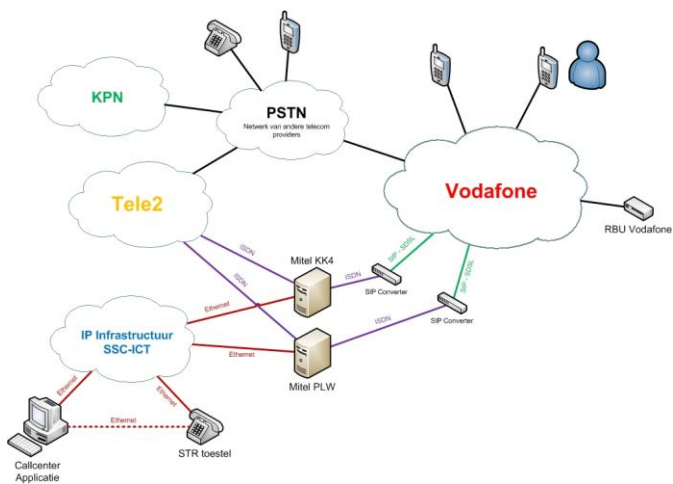 KPN
PSTN
Netwerk van andere telecom
providers
Vodafone
Tele2
RBU Vodafone
ISDN
ISDN
Mitel KK4
ISDN
SIP - SDSL
SIP Converter
SIP - SDSL
SIP Converter
ISDN
Ethernet
IP Infrastructuur
SSC-ICT
Ethernet
Mitel PLW
Ethernet
Ethernet
Ethernet
STR toestel
Callcenter
Applicatie